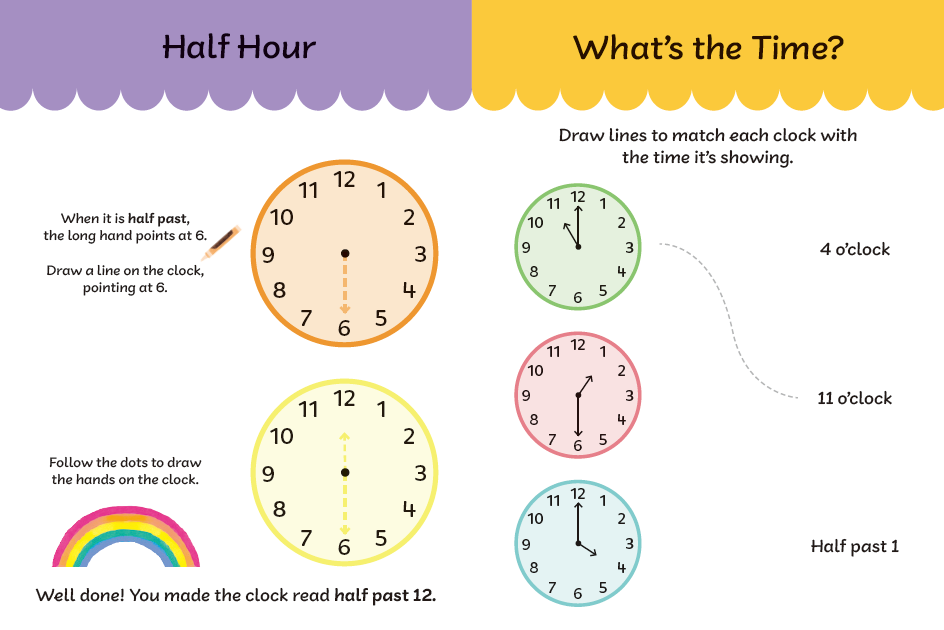 Half Hour
When it is half past,
the long hand points at 6.
Draw a line on the clock,
pointing at 6.
12
11 1
10 2
9 3
8 4
7 5
6
Follow the dots to draw
the hands on the clock.
12
11 1
10 2
9 3
8 4
7 5
6
Well done! You made the clock read half past 12.
What's the Time?
Draw lines to match each clock with
the time it's showing.
12
11 1
10 2
9 3
8 4
7 5
6
4 o'clock
12
11 1
10 2
9 3
8 4
7 5
6
11 o'clock
12
11 1
10 2
9 3
8 4
7 5
6
Half past 1